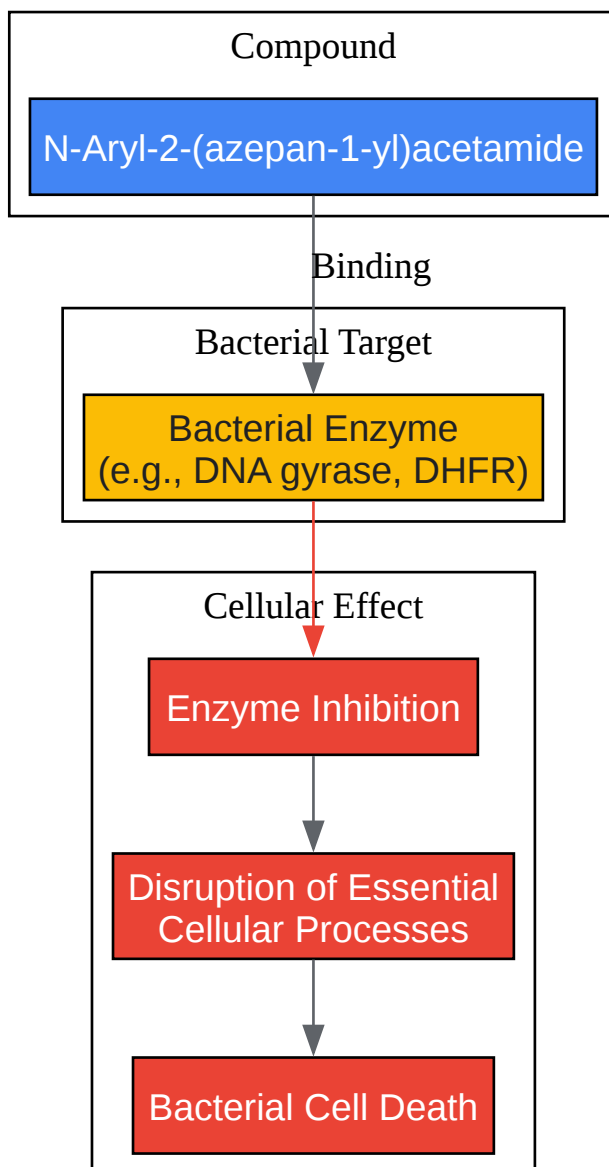 Compound
N-Aryl-2-(azepan-1-yl)acetamide
Binding
Bacterial Target
Bacterial Enzyme
(e.g., DNA gyrase, DHFR)
Cellular Effect
Enzyme Inhibition
Disruption of Essential
Cellular Processes
Bacterial Cell Death